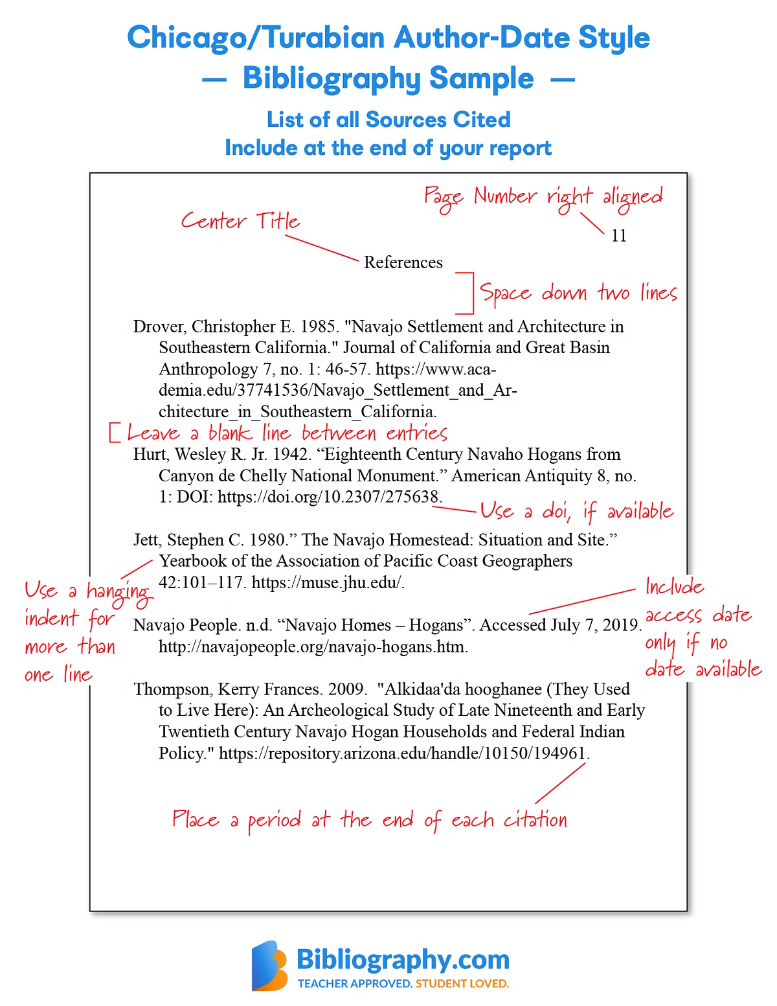 Chicago/Turabian Author-Date Style
— Bibliography Sample —
List of all Sources Cited
Include at the end of your report
Page Number right aligned
Center Title
11
References
Space down two lines
Drover, Christopher E. 1985. "Navajo Settlement and Architecture in
Southeastern California." Journal of California and Great Basin
Anthropology 7, no. 1: 46-57. https://www.aca-
demia.edu/37741536/Navajo_Settlement_and_Ar-
chitecture_in_Southeastern_California.
Leave a blank line between entries
Hurt, Wesley R. Jr. 1942. “Eighteenth Century Navaho Hogans from
Canyon de Chelly National Monument.” American Antiquity 8, no.
1: DOI: https://doi.org/10.2307/275638.
Use a doi, if available
Jett, Stephen C. 1980.” The Navajo Homestead: Situation and Site.”
Yearbook of the Association of Pacific Coast Geographers
42:101–117. https://muse.jhu.edu/.
Use a hanging
indent for
more than
one line
Include
access date
only if no
date available
Navajo People. n.d. “Navajo Homes – Hogans”. Accessed July 7, 2019.
http://navajopeople.org/navajo-hogans.htm.
Thompson, Kerry Frances. 2009. "Alkidaa'da hooghanee (They Used
to Live Here): An Archeological Study of Late Nineteenth and Early
Twentieth Century Navajo Hogan Households and Federal Indian
Policy." https://repository.arizona.edu/handle/10150/194961.
Place a period at the end of each citation
Bibliography.com
TEACHER APPROVED. STUDENT LOVED.